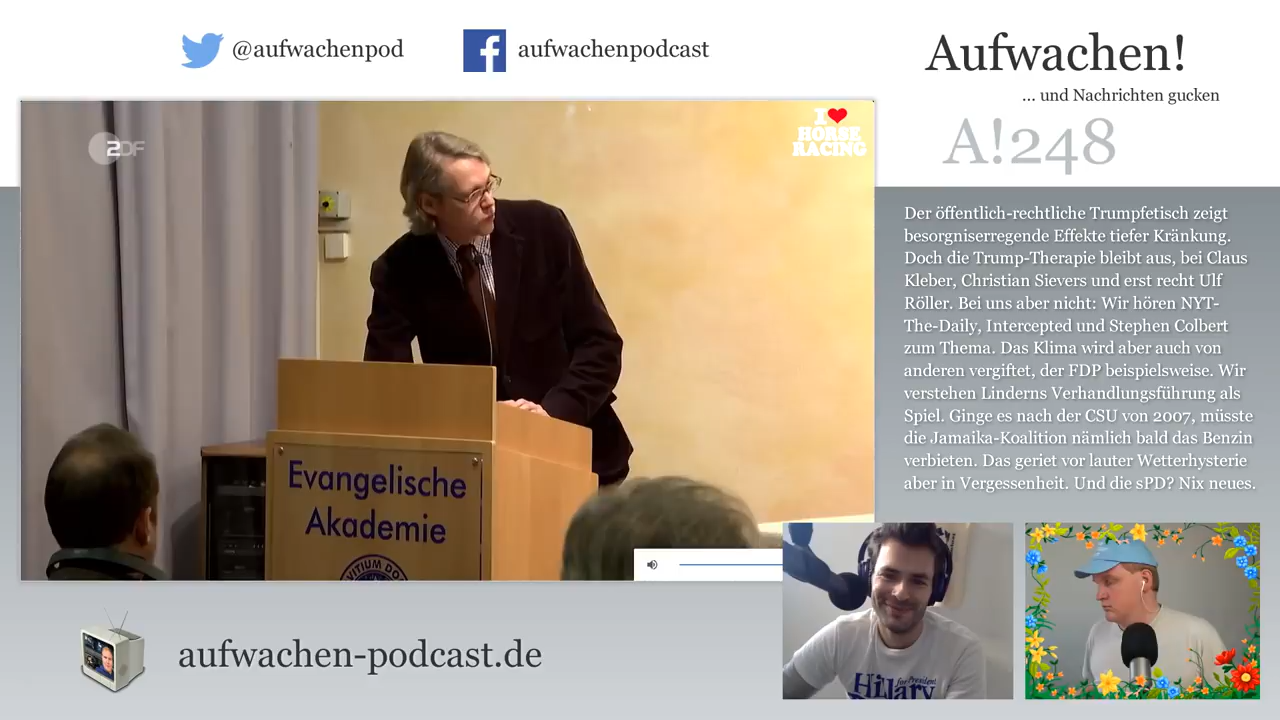 @aufwachenpod
aufwachenpodcast
Aufwachen!
... und Nachrichten gucken
A!248
ZDF
I
HORSE
RACING
Der öffentlich-rechtliche Trumpfetisch zeigt
besorgniserregende Effekte tiefer Kränkung.
Doch die Trump-Therapie bleibt aus, bei Claus
Kleber, Christian Sievers und erst recht Ulf
Röller. Bei uns aber nicht: Wir hören NYT-
The-Daily, Intercepted und Stephen Colbert
zum Thema. Das Klima wird aber auch von
anderen vergiftet, der FDP beispielsweise. Wir
verstehen Linderns Verhandlungsführung als
Spiel. Ginge es nach der CSU von 2007, müsste
die Jamaika-Koalition nämlich bald das Benzin
verbieten. Das geriet vor lauter Wetterhysterie
aber in Vergessenheit. Und die sPD? Nix neues.
Evangelische
Akademie
VITIUM DO
for President
Hillary
aufwachen-podcast.de